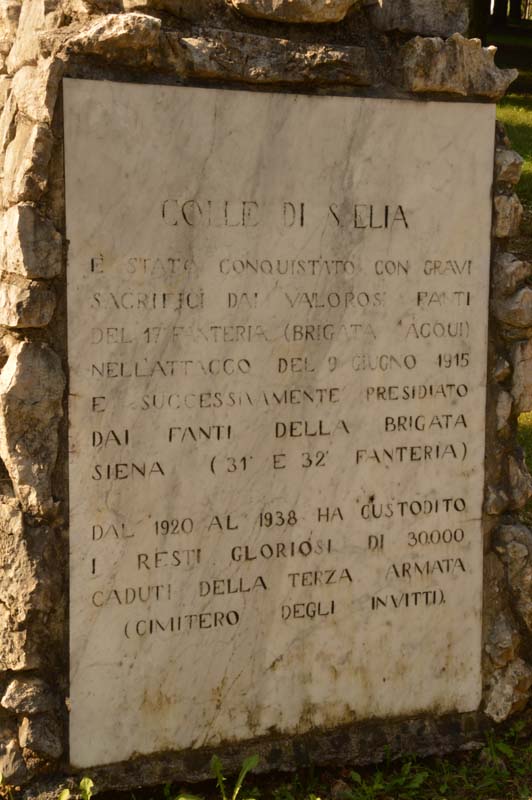 COLLE DI S. ELIA
E' STATO CONQUISTATO CON GRAVI
SACRIFICI DAI VALOROSI FANTI
DEL 17° FANTERIA (BRIGATA ACQUI)
NELL'ATTACCO DEL 9 GIUGNO 1915
E SUCCESSIVAMENTE PRESIDIATO
DAI FANTI DELLA BRIGATA
SIENA (31° E 32° FANTERIA)
DAL 1920 AL 1938 HA CUSTODITO
I RESTI GLORIOSI DI 30.000
CADUTI DELLA TERZA ARMATA
(CIMITERO DEGLI INVITTI).